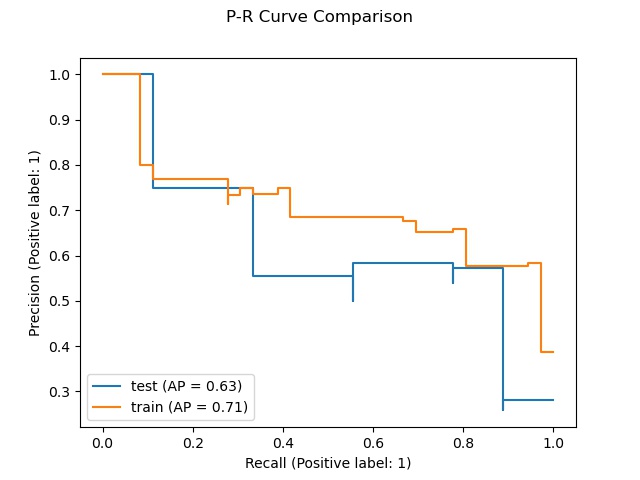 P-R Curve Comparison
Precision (Positive label: 1)
1.0
0.9
0.8
0.7
0.6
0.5
0.4
0.3
test (AP = 0.63)
train (AP = 0.71)
0.0 0.2 0.4 0.6 0.8 1.0
Recall (Positive label: 1)